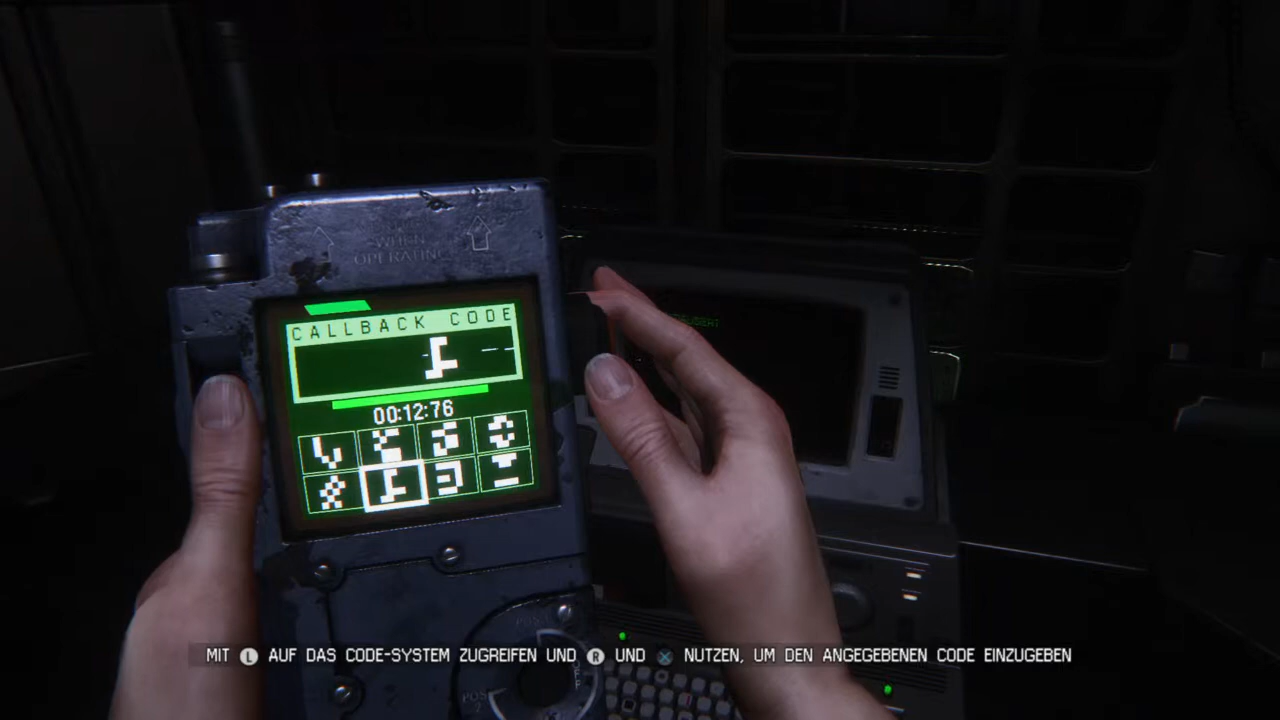 WHEN
OPERATING
CALLBACK CODE
00:12:76
MIT L AUF DAS CODE-SYSTEM ZUGREIFEN UND R UND NUTZEN, UM DEN ANGEGEBENEN CODE EINZUGEBEN